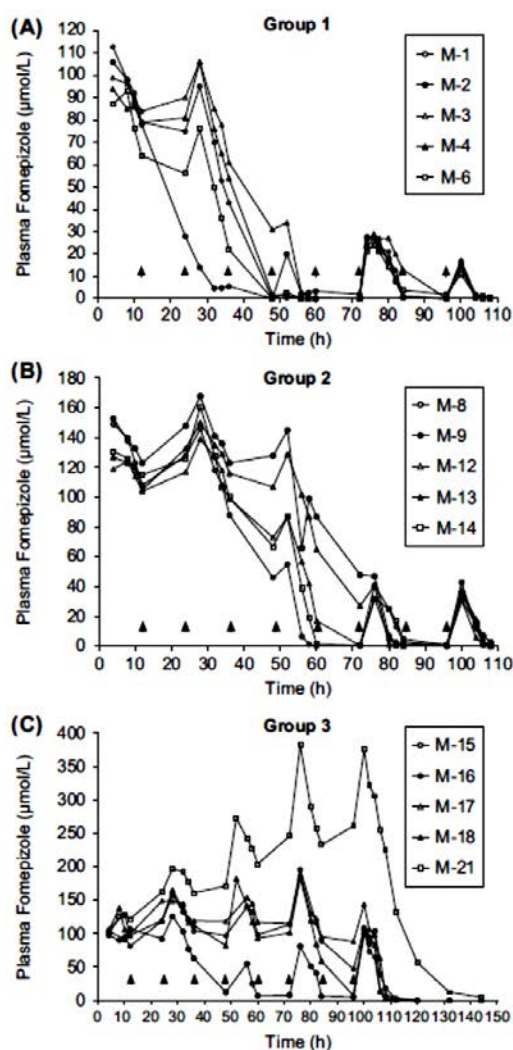 (A) Group 1
Plasma Fomepizole (µmol/L)
120
110
100
90
80
70
60
50
40
30
20
10
0
M-1
M-2
M-3
M-4
M-6
0 10 20 30 40 50 60 70 80 90 100 110
Time (h)
(B) Group 2
Plasma Fomepizole (µmol/L)
180
160
140
120
100
80
60
40
20
0
M-8
M-9
M-12
M-13
M-14
0 10 20 30 40 50 60 70 80 90 100 110
Time (h)
(C) Group 3
Plasma Fomepizole (µmol/L)
400
350
300
250
200
150
100
50
0
M-15
M-16
M-17
M-18
M-21
0 10 20 30 40 50 60 70 80 90 100 110 120 130 140 150
Time (h)